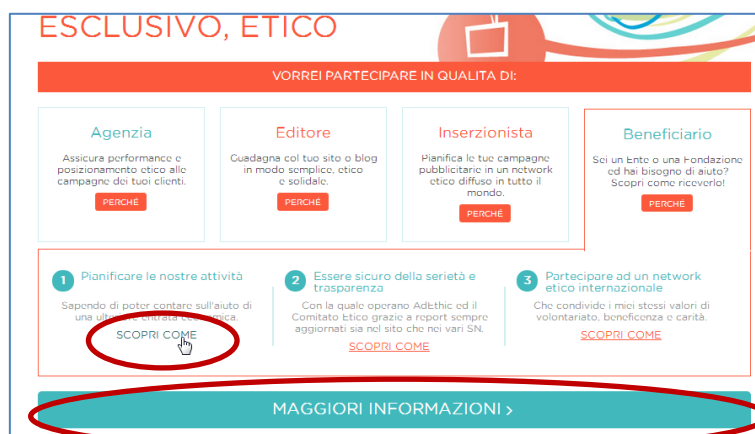 ESCLUSIVO, ETICO
VORREI PARTECIPARE IN QUALITA DI:
Agenzia
Assicura performance e
posizionamento etico alle
campagne dei tuoi clienti.
PERCHÉ
Editore
Guadagna col tuo sito o blog
in modo semplice, etico
e solidale.
PERCHÉ
Inserzionista
Pianifica le tue campagne
pubblicitarie in un network
etico diffuso in tutto il
mondo.
PERCHÉ
Beneficiario
Sei un Ente o una Fondazione
ed hai bisogno di aiuto?
Scopri come riceverlo!
PERCHÉ
1 Pianificare le nostre attività
Sapendo di poter contare sull'aiuto di
una ulteriore entrata economica.
SCOPRI COME
2 Essere sicuro della serietà e
trasparenza
Con la quale operano AdEthic ed il
Comitato Etico grazie a report sempre
aggiornati sia nel sito che nei vari SN.
SCOPRI COME
3 Partecipare ad un network
etico internazionale
Che condivide i miei stessi valori di
volontariato, beneficenza e carità.
SCOPRI COME
MAGGIORI INFORMAZIONI >